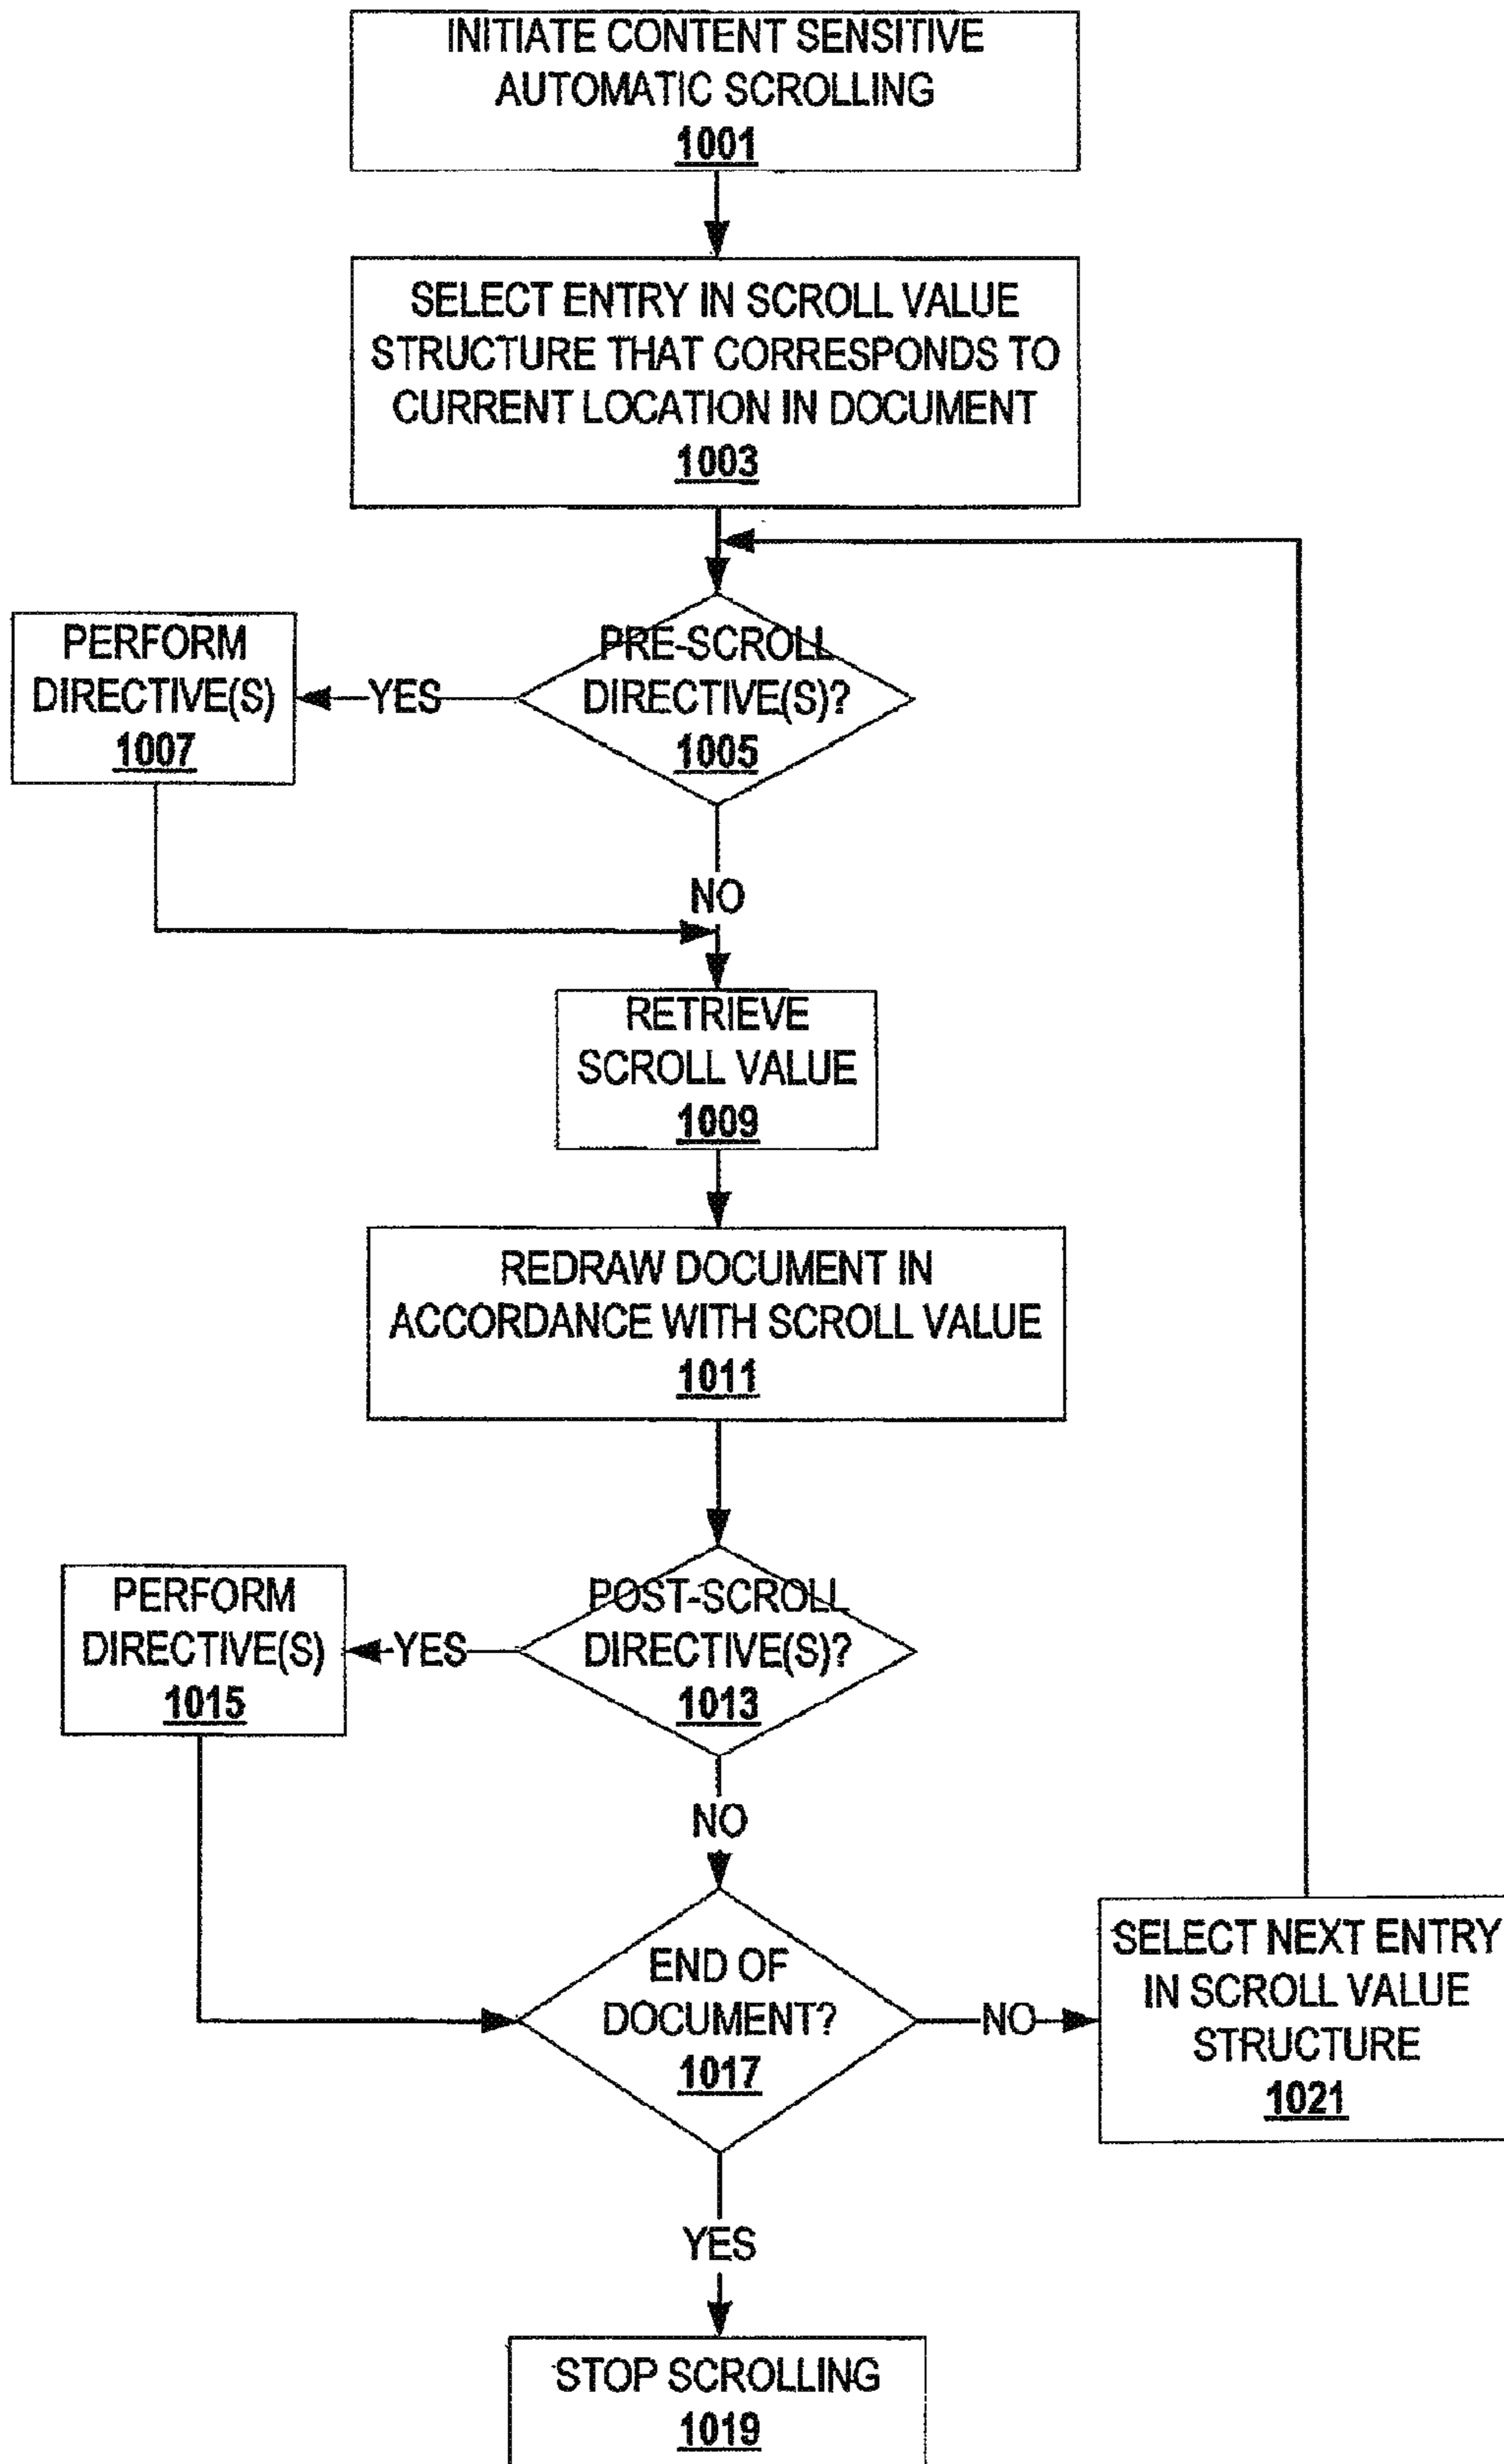 INITIATE CONTENT SENSITIVE
AUTOMATIC SCROLLING
1001
SELECT ENTRY IN SCROLL VALUE
STRUCTURE THAT CORRESPONDS TO
CURRENT LOCATION IN DOCUMENT
1003
PRE-SCROLL
DIRECTIVE(S)?
1005
YES
PERFORM
DIRECTIVE(S)
1007
NO
RETRIEVE
SCROLL VALUE
1009
REDRAW DOCUMENT IN
ACCORDANCE WITH SCROLL VALUE
1011
POST-SCROLL
DIRECTIVE(S)?
1013
YES
PERFORM
DIRECTIVE(S)
1015
NO
END OF
DOCUMENT?
1017
NO
SELECT NEXT ENTRY
IN SCROLL VALUE
STRUCTURE
1021
YES
STOP SCROLLING
1019